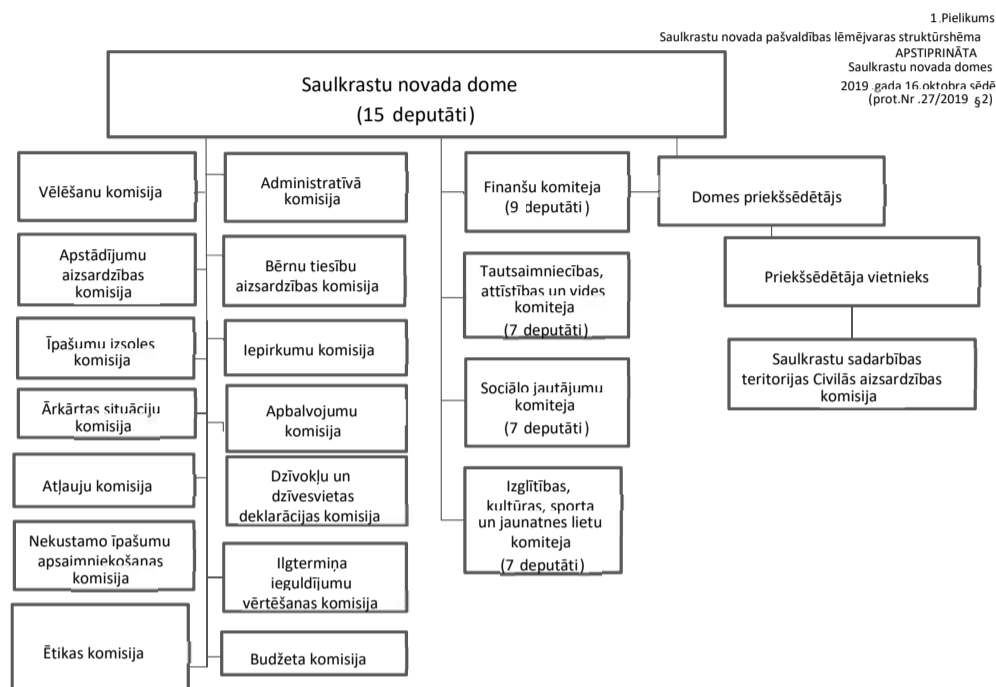 1.Pielikums
Saulkrastu novada pašvaldības lēmējvaras struktūrshēma
APSTIPRINĀTA
Saulkrastu novada domes
2019 .gada 16.oktobra sēdē
(prot.Nr .27/2019 §2)
Saulkrastu novada dome
(15 deputāti)
Vēlēšanu komisija
Apstādījumu
aizsardzības
komisija
Īpašumu izsoles
komisija
Ārkārtas situāciju
komisija
Atļauju komisija
Nekustamo īpašumu
apsaimniekošanas
komisija
Ētikas komisija
Administratīvā
komisija
Bērnu tiesību
aizsardzības komisija
Iepirkumu komisija
Apbalvojumu
komisija
Dzīvokļu un
dzīvesvietas
deklarācijas komisija
Ilgtermiņa
ieguldījumu
vērtēšanas komisija
Budžeta komisija
Finanšu komiteja
(9 deputāti)
Tautsaimniecības,
attīstības un vides
komiteja
(7 deputāti)
Sociālo jautājumu
komiteja
(7 deputāti)
Izglītības,
kultūras, sporta
un jaunatnes lietu
komiteja
(7 deputāti)
Domes priekšsēdētājs
Priekšsēdētāja vietnieks
Saulkrastu sadarbības
teritorijas Civilās aizsardzības
komisija